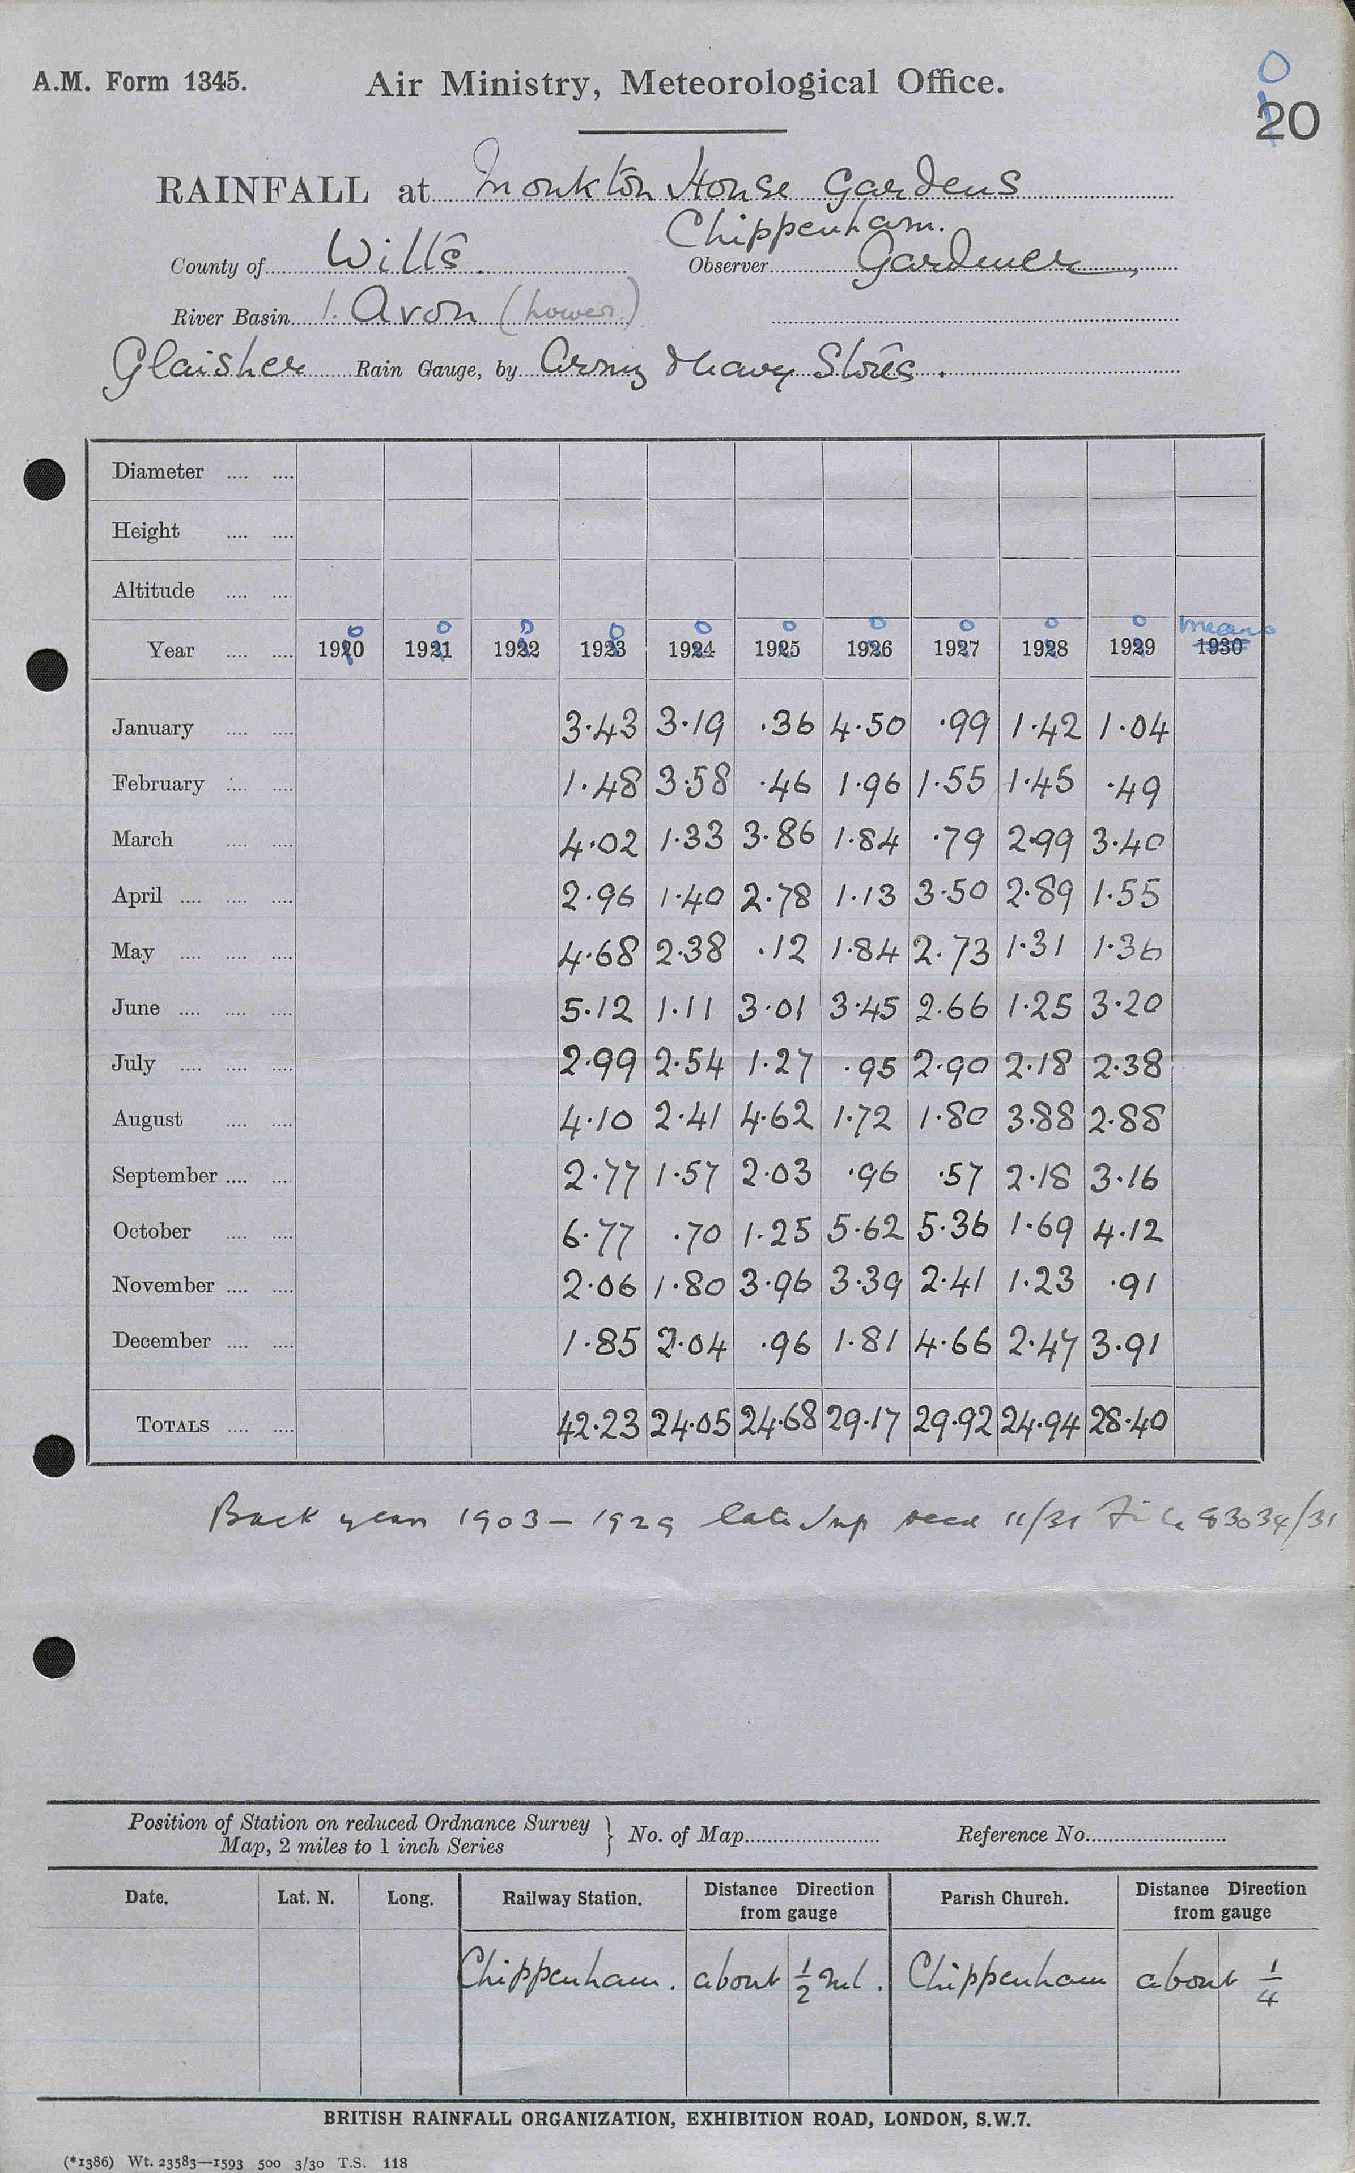 A.M. Form 1345. Air Ministry, Meteorological Office.
0
20
RAINFALL at Monkton House Gardens
Chippenham.
County of Wilts. Observer Gardener,
River Basin 1. Avon (Lower)
Glaisher Rain Gauge, by Army & Navy Stores.
Diameter .... ....
Height .... ....
Altitude .... ....
0 0 0 0 0 0 0 0 0 0 means
Year .... .... 1920 1921 1922 1923 1924 1925 1926 1927 1928 1929 1930
January .... .... 3.43 3.19 .36 4.50 .99 1.42 1.04
February .... .... 1.48 3.58 .46 1.96 1.55 1.45 .49
March .... .... 4.02 1.33 3.86 1.84 .79 2.99 3.40
April .... .... .... 2.96 1.40 2.78 1.13 3.50 2.89 1.55
May .... .... .... 4.68 2.38 .12 1.84 2.73 1.31 1.36
June .... .... .... 5.12 1.11 3.01 3.45 2.66 1.25 3.20
July .... .... .... 2.99 2.54 1.27 .95 2.90 2.18 2.38
August .... .... 4.10 2.41 4.62 1.72 1.80 3.88 2.88
September .... .... 2.77 1.57 2.03 .96 .57 2.18 3.16
October .... .... 6.77 .70 1.25 5.62 5.36 1.69 4.12
November .... .... 2.06 1.80 3.96 3.39 2.41 1.23 .91
December .... .... 1.85 2.04 .96 1.81 4.66 2.47 3.91
TOTALS .... .... 42.23 24.05 24.68 29.17 29.92 24.94 28.40
Back years 1903 - 1929 recd 11/31 File 83034/31
Position of Station on reduced Ordnance Survey
Map, 2 miles to 1 inch Series } No. of Map Reference No.
Date. Lat. N. Long. Railway Station. Distance Direction from gauge Parish Church. Distance Direction from gauge
Chippenham. about ½ ml. Chippenham about ¼
BRITISH RAINFALL ORGANIZATION, EXHIBITION ROAD, LONDON, S.W.7.
(*1386) Wt. 23583—1593 500 3/30 T.S. 118